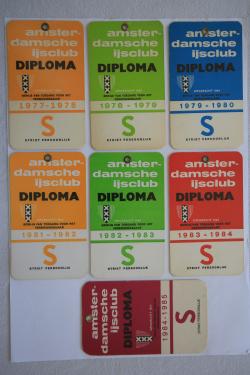 amster-
damsche
ijsclub
DIPLOMA
1977-1978
S
STRIKT PERSOONLIJK
amster-
damsche
ijsclub
DIPLOMA
1978-1979
S
STRIKT PERSOONLIJK
amster-
damsche
ijsclub
DIPLOMA
1979-1980
S
STRIKT PERSOONLIJK
amster-
damsche
ijsclub
DIPLOMA
1981-1982
S
STRIKT PERSOONLIJK
amster-
damsche
ijsclub
DIPLOMA
1982-1983
S
STRIKT PERSOONLIJK
amster-
damsche
ijsclub
DIPLOMA
1983-1984
S
STRIKT PERSOONLIJK
amster-
damsche
ijsclub
DIPLOMA
1984-1985
S
STRIKT PERSOONLIJK